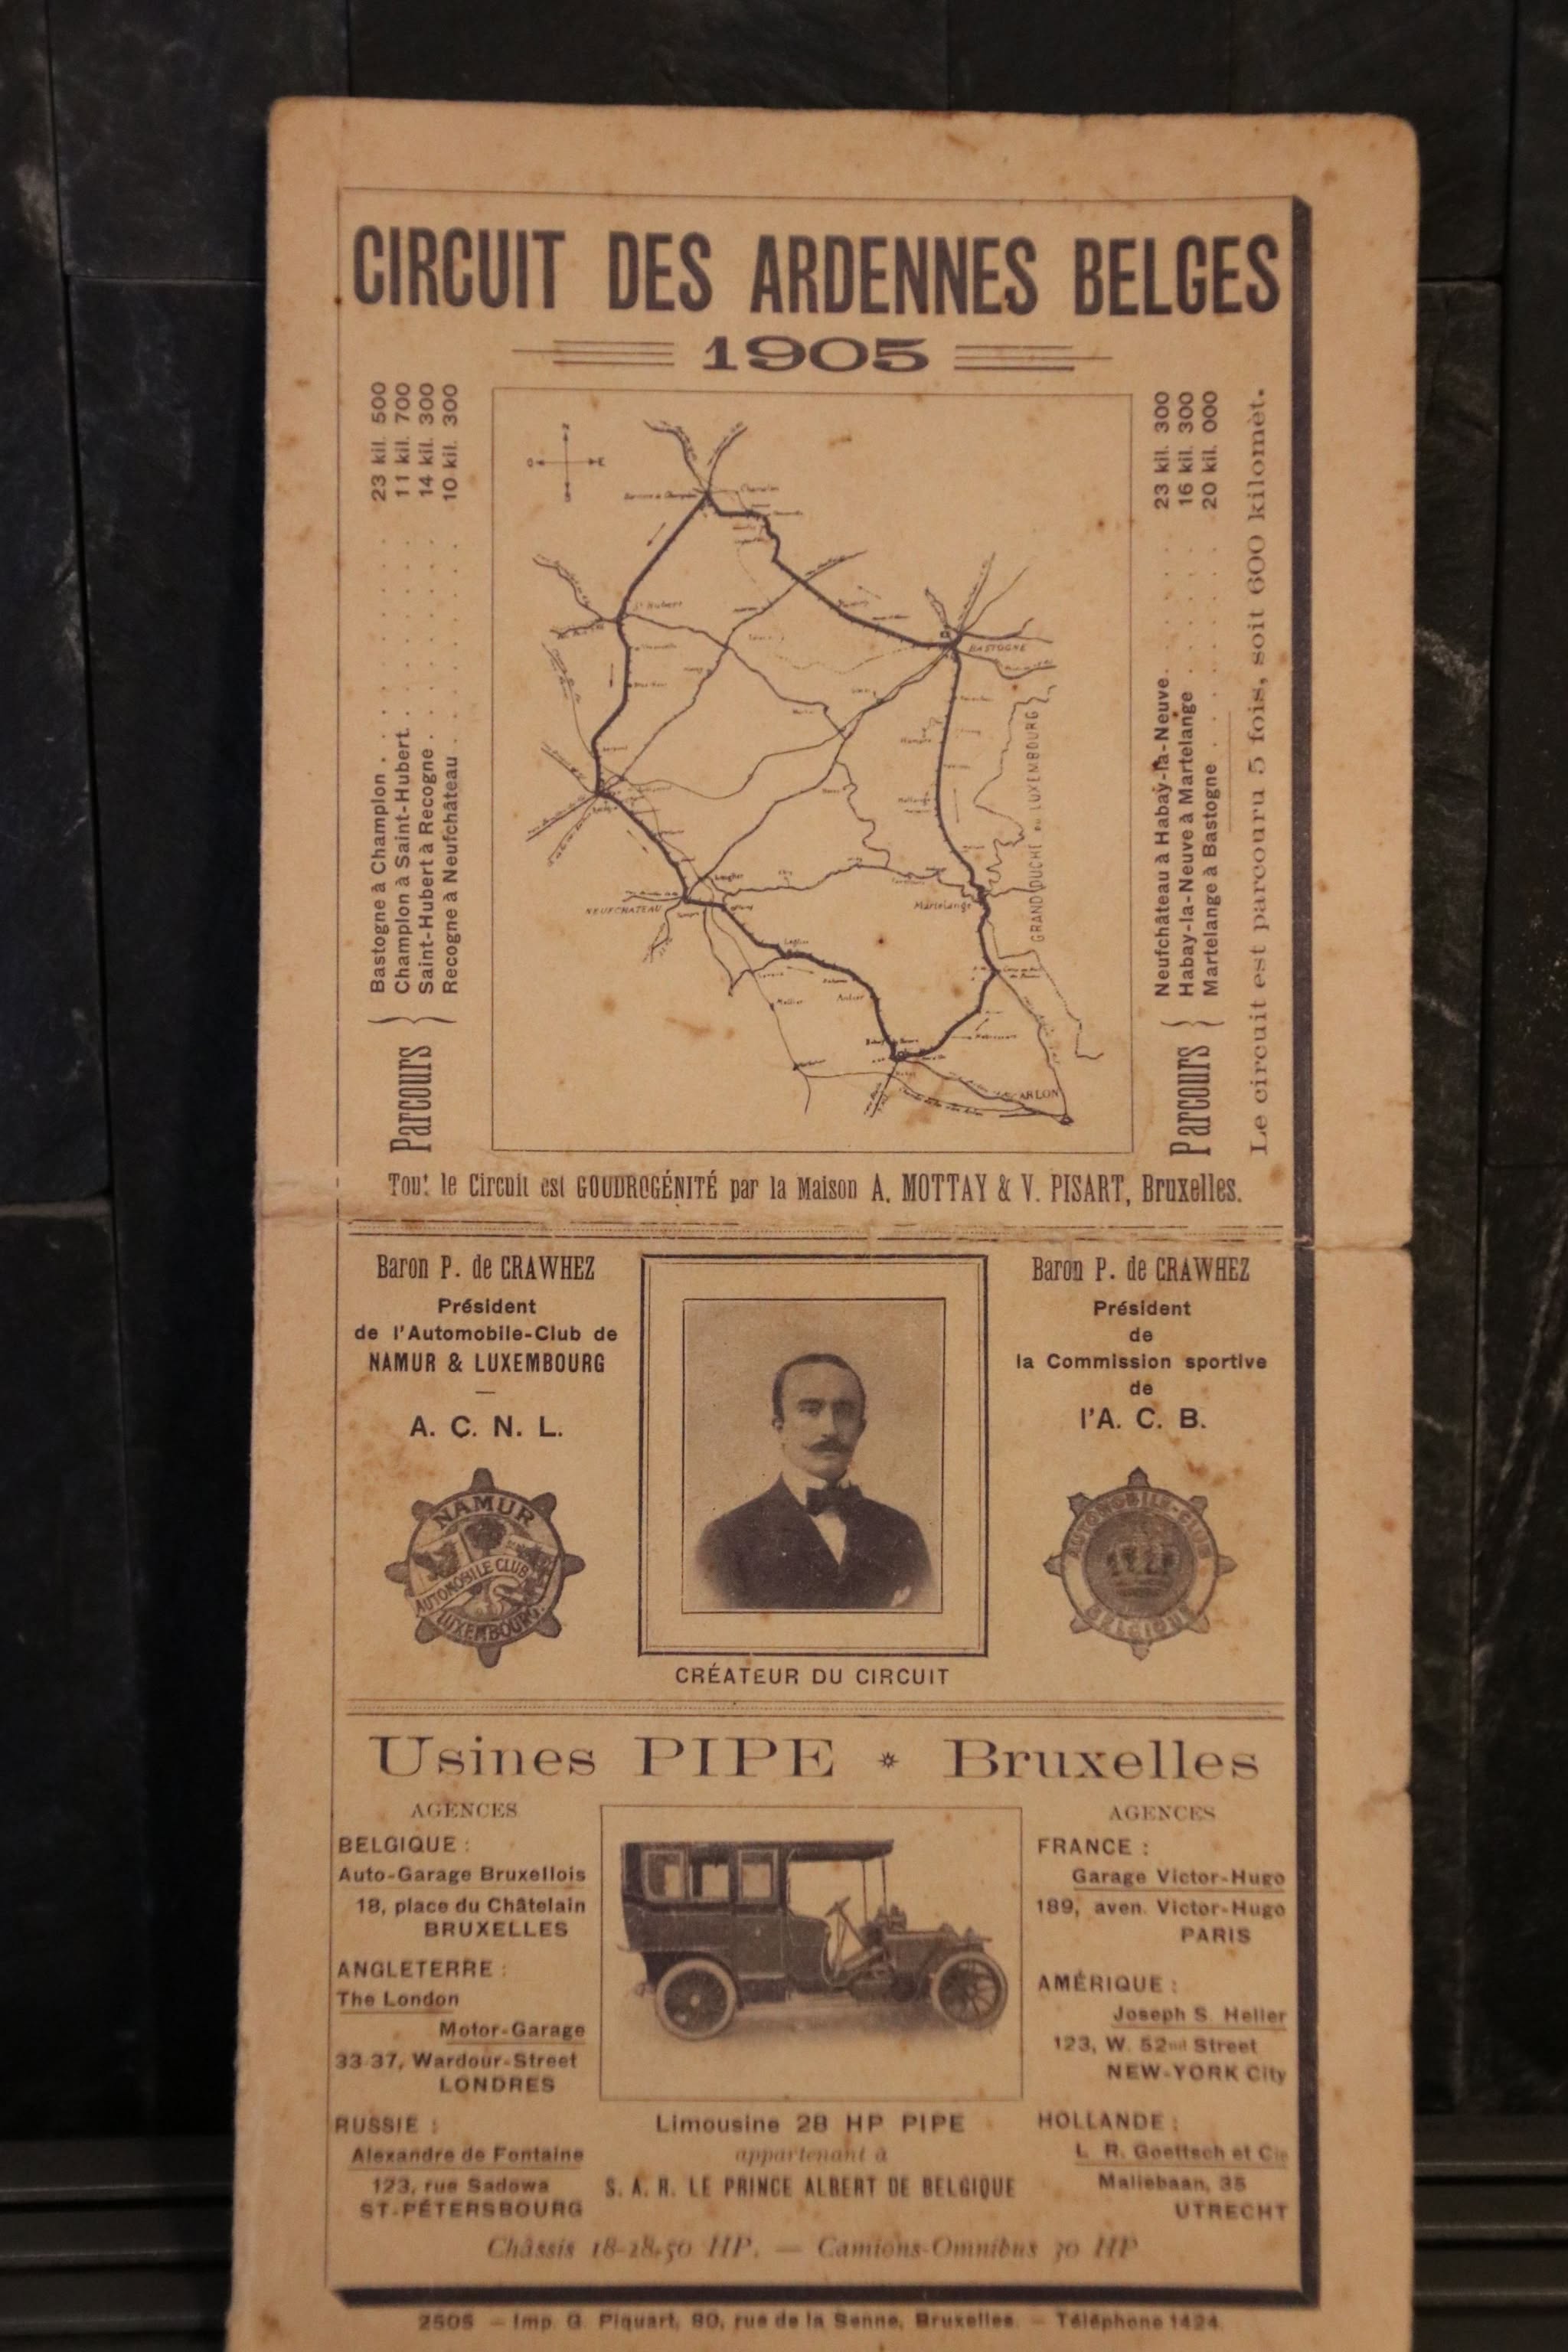 CIRCUIT DES ARDENNES BELGES
1905
Parcours
Bastogne à Champlon . . . . . . . . 23 kil. 500
Champlon à Saint-Hubert. . . . . . . . 11 kil. 700
Saint-Hubert à Recogne . . . . . . . . 14 kil. 300
Recogne à Neufchâteau . . . . . . . . 10 kil. 300
N
O E
S
St Hubert
BASTOGNE
NEUFCHATEAU
Martelange
GRAND DUCHÉ DE LUXEMBOURG
ARLON
Parcours
Neufchâteau à Habay-la-Neuve. . . . . . 23 kil. 300
Habay-la-Neuve à Martelange . . . . . . 16 kil. 300
Martelange à Bastogne . . . . . . . . 20 kil. 000
Le circuit est parcouru 5 fois, soit 600 kilomèt.
Tout le Circuit est GOUDROGÉNITÉ par la Maison A. MOTTAY & V. PISART, Bruxelles.
Baron P. de CRAWHEZ
Président
de l'Automobile-Club de
NAMUR & LUXEMBOURG
A. C. N. L.
NAMUR
AUTOMOBILE CLUB
LUXEMBOURG
CRÉATEUR DU CIRCUIT
Baron P. de CRAWHEZ
Président
de
la Commission sportive
de
l'A. C. B.
AUTOMOBILE-CLUB
BELGIQUE
Usines PIPE * Bruxelles
AGENCES
BELGIQUE :
Auto-Garage Bruxellois
18, place du Châtelain
BRUXELLES
ANGLETERRE :
The London
Motor-Garage
33-37, Wardour-Street
LONDRES
RUSSIE :
Alexandre de Fontaine
123, rue Sadowa
ST-PÉTERSBOURG
Limousine 28 HP PIPE
appartenant à
S. A. R. LE PRINCE ALBERT DE BELGIQUE
AGENCES
FRANCE :
Garage Victor-Hugo
189, aven. Victor-Hugo
PARIS
AMÉRIQUE :
Joseph S. Heller
123, W. 52nd Street
NEW-YORK City
HOLLANDE :
L. R. Goettsch et Cie
Maliebaan, 35
UTRECHT
Châssis 18-28-50 HP. — Camions-Omnibus 30 HP
2505 — Imp. G. Piquart, 90, rue de la Senne, Bruxelles. — Téléphone 1424.